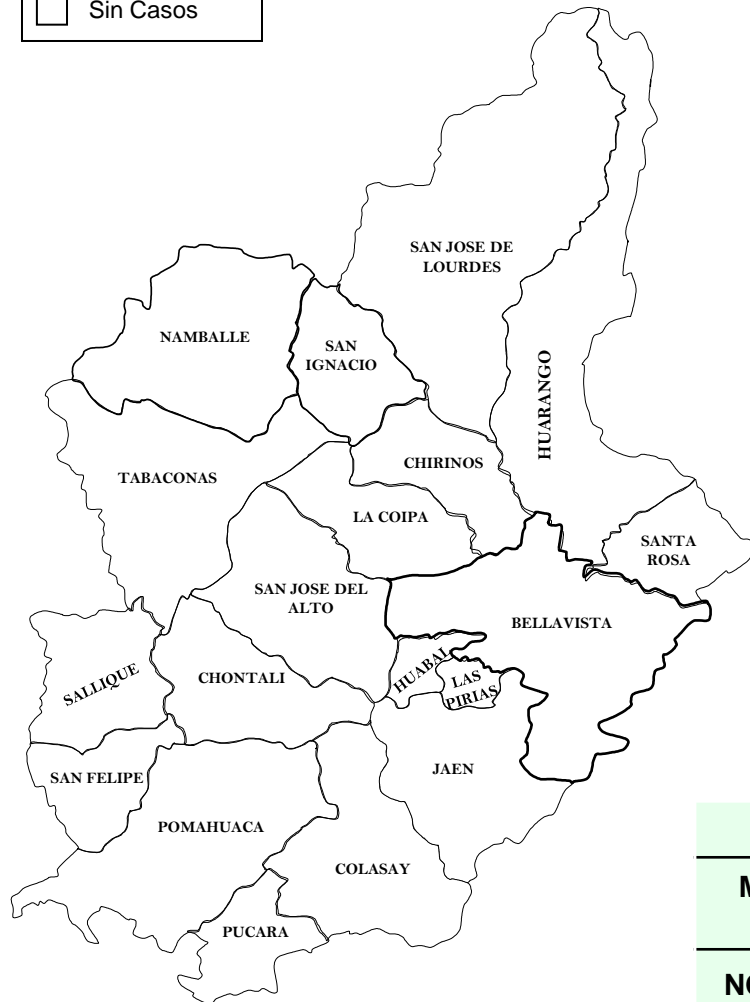 Sin Casos
SAN JOSE DE
LOURDES
NAMBALLE
SAN
IGNACIO
HUARANGO
CHIRINOS
TABACONAS
LA COIPA
SANTA
ROSA
SAN JOSE DEL
ALTO
BELLAVISTA
HUABAL
LAS
PIRIAS
SALLIQUE
CHONTALI
JAEN
SAN FELIPE
POMAHUACA
COLASAY
PUCARA